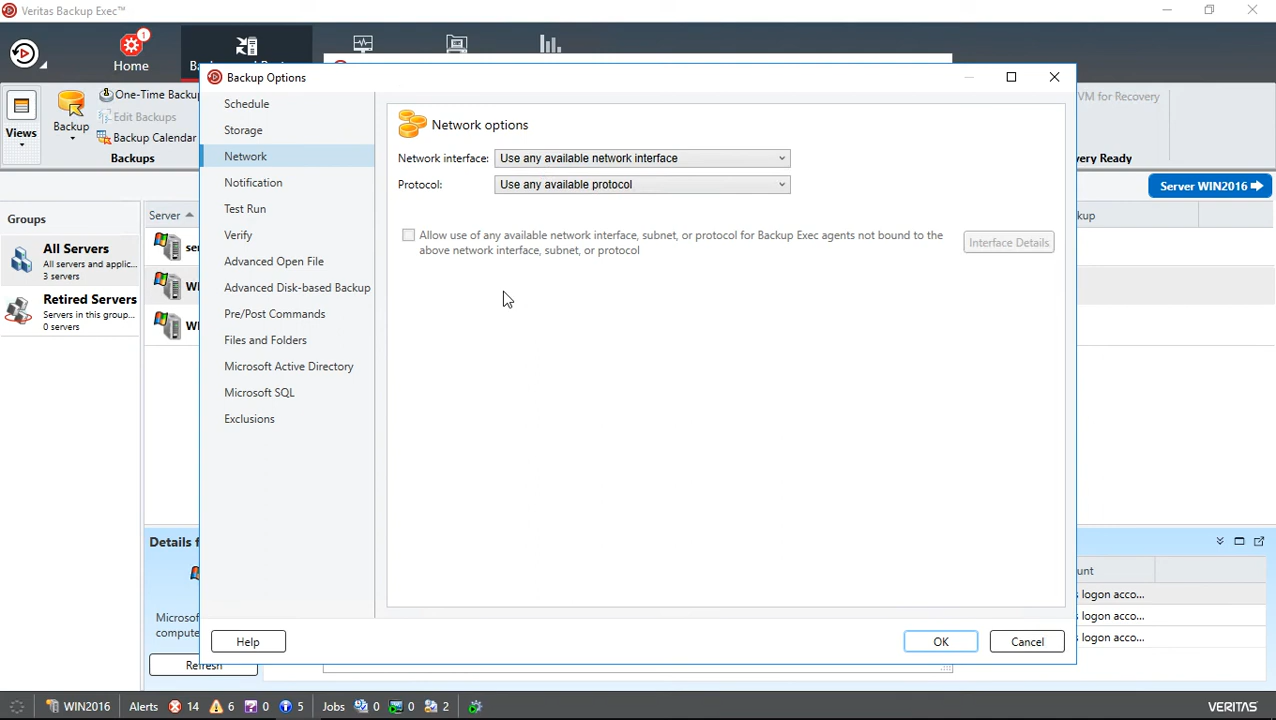 Veritas Backup Exec™
1
Home
Backup Options
Views
Backup
One-Time Backup
Edit Backups
Backup Calendar
Backups
VM for Recovery
Server WIN2016
Groups
Server
All Servers
All servers and applic...
3 servers
Retired Servers
Servers in this group...
0 servers
Schedule
Storage
Network
Notification
Test Run
Verify
Advanced Open File
Advanced Disk-based Backup
Pre/Post Commands
Files and Folders
Microsoft Active Directory
Microsoft SQL
Exclusions
Network options
Network interface: Use any available network interface
Protocol: Use any available protocol
Allow use of any available network interface, subnet, or protocol for Backup Exec agents not bound to the
above network interface, subnet, or protocol
Interface Details
Help
OK
Cancel
Details
Microsof
compute
Refresh
logon acco...
logon acco...
logon acco...
WIN2016
Alerts 14 6 0 5
Jobs 0 0 2
VERITAS